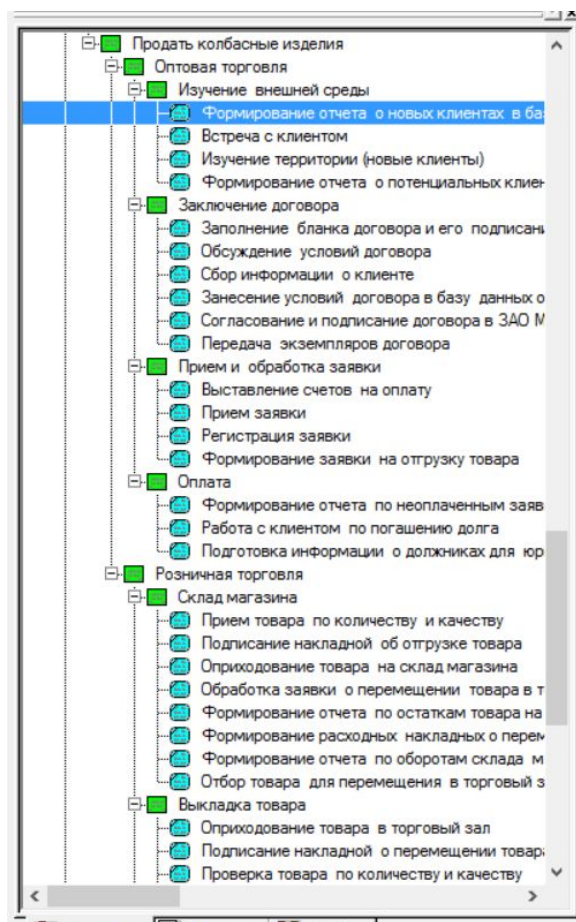 Продать колбасные изделия
Оптовая торговля
Изучение внешней среды
Формирование отчета о новых клиентах в ба
Встреча с клиентом
Изучение территории (новые клиенты)
Формирование отчета о потенциальных клиен
Заключение договора
Заполнение бланка договора и его подписани
Обсуждение условий договора
Сбор информации о клиенте
Занесение условий договора в базу данных о
Согласование и подписание договора в ЗАО М
Передача экземпляров договора
Прием и обработка заявки
Выставление счетов на оплату
Прием заявки
Регистрация заявки
Формирование заявки на отгрузку товара
Оплата
Формирование отчета по неоплаченным заяв
Работа с клиентом по погашению долга
Подготовка информации о должниках для юр
Розничная торговля
Склад магазина
Прием товара по количеству и качеству
Подписание накладной об отгрузке товара
Оприходование товара на склад магазина
Обработка заявки о перемещении товара в т
Формирование отчета по остаткам товара на
Формирование расходных накладных о перем
Формирование отчета по оборотам склада м
Отбор товара для перемещения в торговый з
Выкладка товара
Оприходование товара в торговый зал
Подписание накладной о перемещении товар
Проверка товара по количеству и качеству